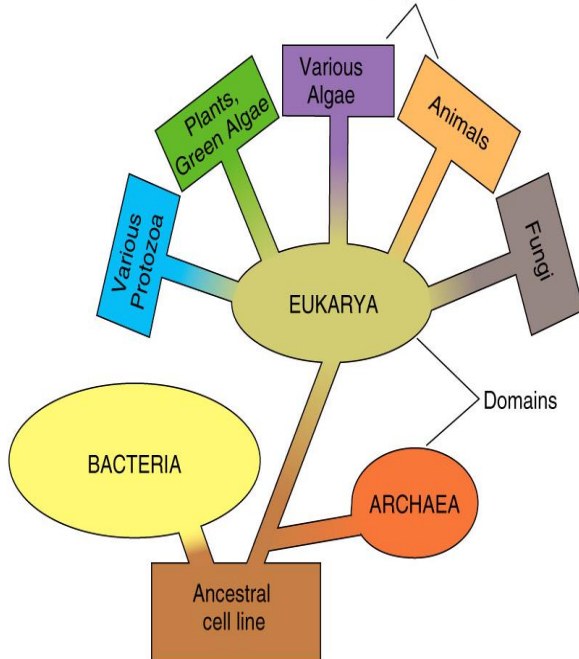 Various
Algae
Plants,
Green Algae
Animals
Various
Protozoa
Fungi
EUKARYA
Domains
BACTERIA
ARCHAEA
Ancestral
cell line